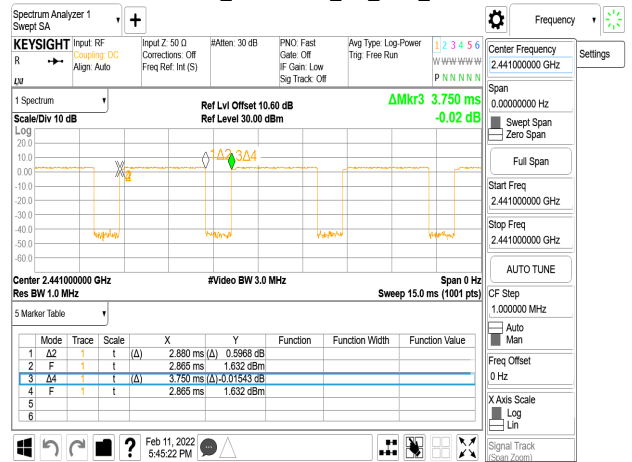 Spectrum Analyzer 1
Swept SA
Frequency
KEYSIGHT
R
Input: RF
Coupling: DC
Align: Auto
Input Z: 50 Ω
Corrections: Off
Freq Ref: Int (S)
#Atten: 30 dB
PNO: Fast
Gate: Off
IF Gain: Low
Sig Track: Off
Avg Type: Log-Power
Trig: Free Run
1 2 3 4 5 6
W W W W W W
P N N N N N
Center Frequency
2.441000000 GHz
Settings
Span
0.00000000 Hz
Swept Span
Zero Span
Full Span
Start Freq
2.441000000 GHz
Stop Freq
2.441000000 GHz
AUTO TUNE
CF Step
1.000000 MHz
Auto
Man
Freq Offset
0 Hz
X Axis Scale
Log
Lin
Signal Track
(Span Zoom)
1 Spectrum
Scale/Div 10 dB
Ref Lvl Offset 10.60 dB
Ref Level 30.00 dBm
ΔMkr3 3.750 ms
-0.02 dB
Log
20.0
10.0
0.00
-10.0
-20.0
-30.0
-40.0
-50.0
-60.0
1Δ2
3Δ4
Center 2.441000000 GHz
#Video BW 3.0 MHz
Span 0 Hz
Res BW 1.0 MHz
Sweep 15.0 ms (1001 pts)
5 Marker Table
Mode Trace Scale X Y Function Function Width Function Value
1 Δ2 1 t (Δ) 2.880 ms (Δ) 0.5968 dB
2 F 1 t 2.865 ms 1.632 dBm
3 Δ4 1 t (Δ) 3.750 ms (Δ) -0.01543 dB
4 F 1 t 2.865 ms 1.632 dBm
5
6
?
Feb 11, 2022
5:45:22 PM